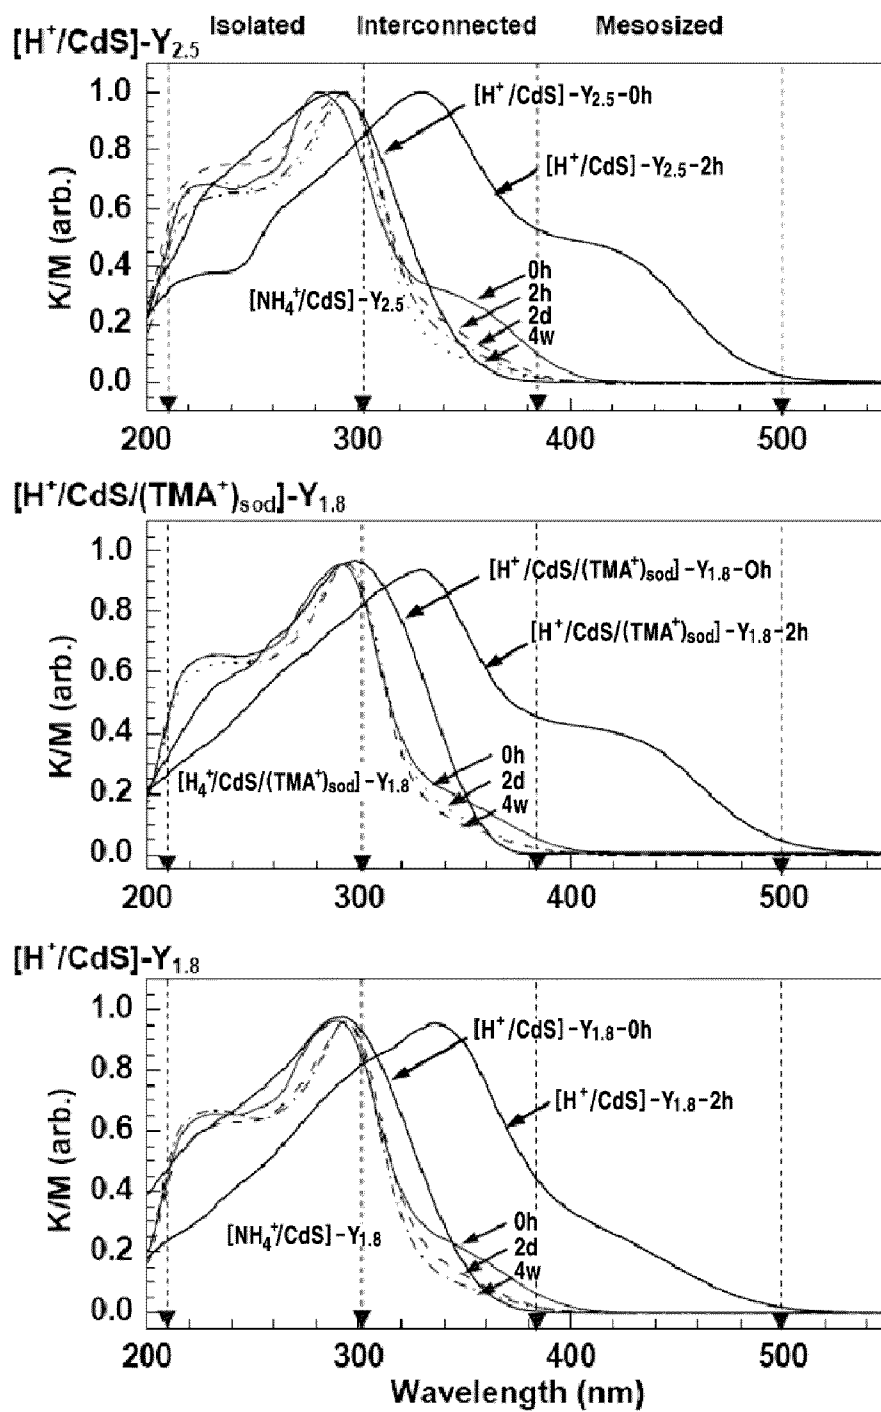 Isolated Interconnected Mesosized
[H⁺/CdS]-Y₂.₅
1.0
0.8
0.6
0.4
0.2
0.0
K/M (arb.)
[H⁺/CdS]-Y₂.₅-0h
[H⁺/CdS]-Y₂.₅-2h
[NH₄⁺/CdS]-Y₂.₅
0h
2h
2d
4w
200 300 400 500
[H⁺/CdS/(TMA⁺)sod]-Y₁.₈
1.0
0.8
0.6
0.4
0.2
0.0
K/M (arb.)
[H⁺/CdS/(TMA⁺)sod]-Y₁.₈-0h
[H⁺/CdS/(TMA⁺)sod]-Y₁.₈-2h
[H₄⁺/CdS/(TMA⁺)sod]-Y₁.₈
0h
2d
4w
200 300 400 500
[H⁺/CdS]-Y₁.₈
1.0
0.8
0.6
0.4
0.2
0.0
K/M (arb.)
[H⁺/CdS]-Y₁.₈-0h
[H⁺/CdS]-Y₁.₈-2h
[NH₄⁺/CdS]-Y₁.₈
0h
2d
4w
200 300 400 500
Wavelength (nm)